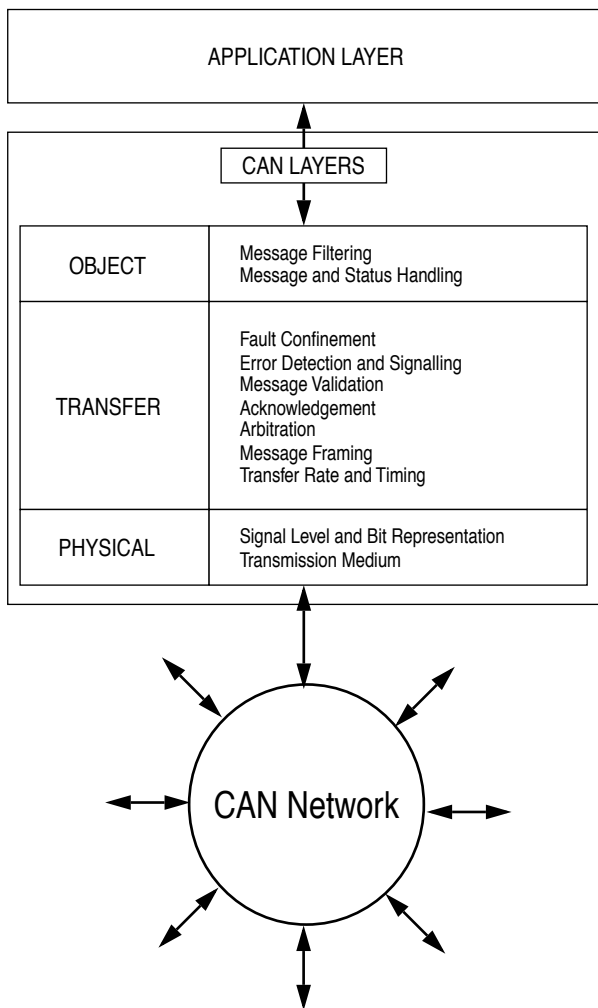 APPLICATION LAYER
CAN LAYERS
OBJECT
Message Filtering
Message and Status Handling
TRANSFER
Fault Confinement
Error Detection and Signalling
Message Validation
Acknowledgement
Arbitration
Message Framing
Transfer Rate and Timing
PHYSICAL
Signal Level and Bit Representation
Transmission Medium
CAN Network